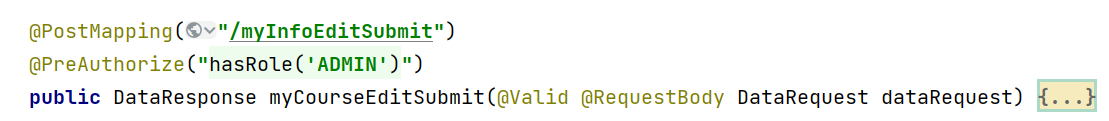 @PostMapping("/myInfoEditSubmit")
@PreAuthorize("hasRole('ADMIN')")
public DataResponse myCourseEditSubmit(@Valid @RequestBody DataRequest dataRequest) {...}